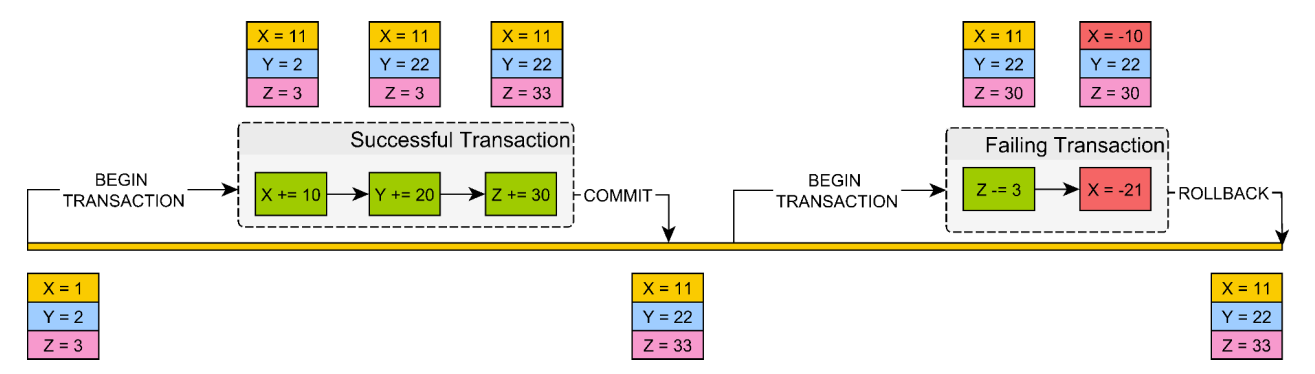 X = 11
Y = 2
Z = 3
X = 11
Y = 22
Z = 3
X = 11
Y = 22
Z = 33
X = 11
Y = 22
Z = 30
X = -10
Y = 22
Z = 30
BEGIN
TRANSACTION
Successful Transaction
X += 10
Y += 20
Z += 30
COMMIT
BEGIN
TRANSACTION
Failing Transaction
Z -= 3
X = -21
ROLLBACK
X = 1
Y = 2
Z = 3
X = 11
Y = 22
Z = 33
X = 11
Y = 22
Z = 33